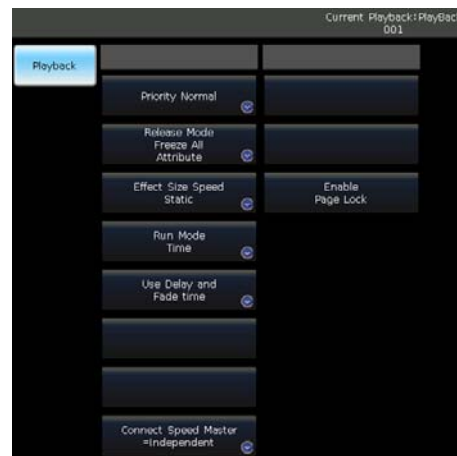 Current Playback:PlayBac
001
Playback
Priority Normal
Release Mode
Freeze All
Attribute
Effect Size Speed
Static
Enable
Page Lock
Run Mode
Time
Use Delay and
Fade time
Connect Speed Master
=Independent